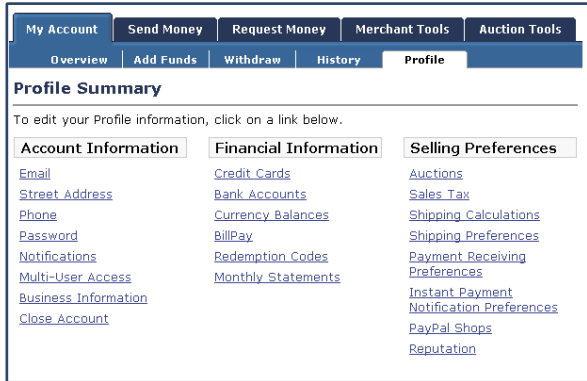 My Account Send Money Request Money Merchant Tools Auction Tools
Overview Add Funds Withdraw History Profile
Profile Summary
To edit your Profile information, click on a link below.
Account Information
Email
Street Address
Phone
Password
Notifications
Multi-User Access
Business Information
Close Account
Financial Information
Credit Cards
Bank Accounts
Currency Balances
BillPay
Redemption Codes
Monthly Statements
Selling Preferences
Auctions
Sales Tax
Shipping Calculations
Shipping Preferences
Payment Receiving
Preferences
Instant Payment
Notification Preferences
PayPal Shops
Reputation